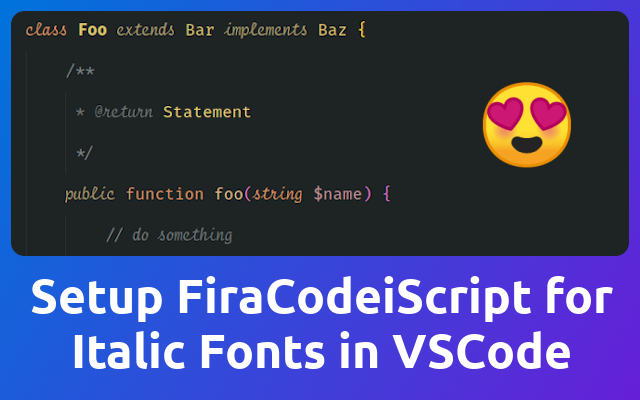 class Foo extends Bar implements Baz {
/**
* @return Statement
*/
public function foo(string $name) {
// do something
Setup FiraCodeiScript for
Italic Fonts in VSCode